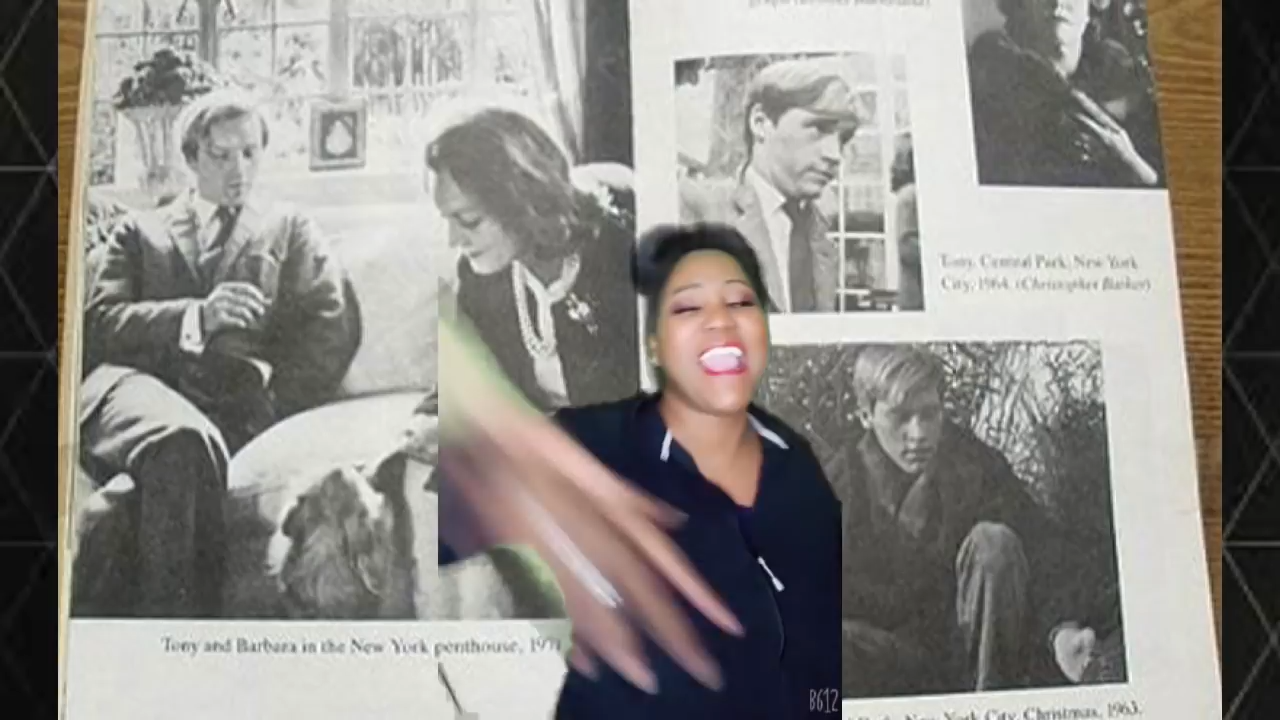 Tony, Central Park, New York
City, 1964. (Christopher Barker)
Tony and Barbara in the New York penthouse, 197
New York City, Christmas, 1963.
B612